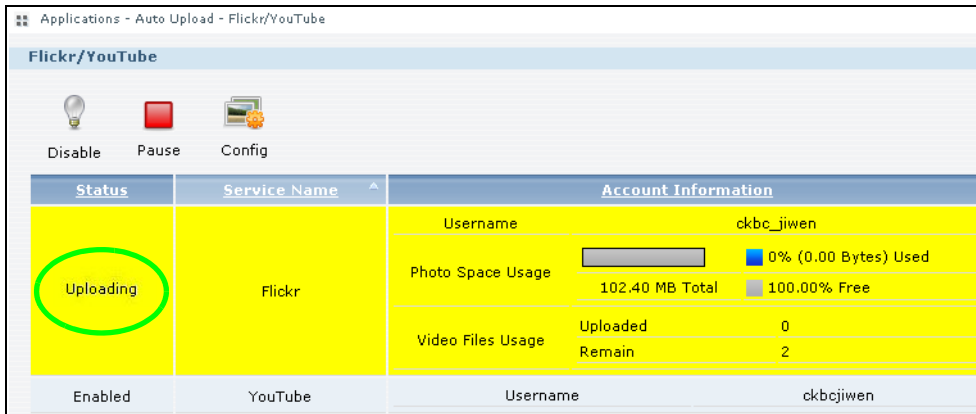 Applications - Auto Upload - Flickr/YouTube
Flickr/YouTube
Disable Pause Config
Status Service Name Account Information
Username ckbc_jiwen
Uploading Flickr Photo Space Usage 0% (0.00 Bytes) Used
102.40 MB Total 100.00% Free
Video Files Usage Uploaded 0
Remain 2
Enabled YouTube Username ckbcjiwen